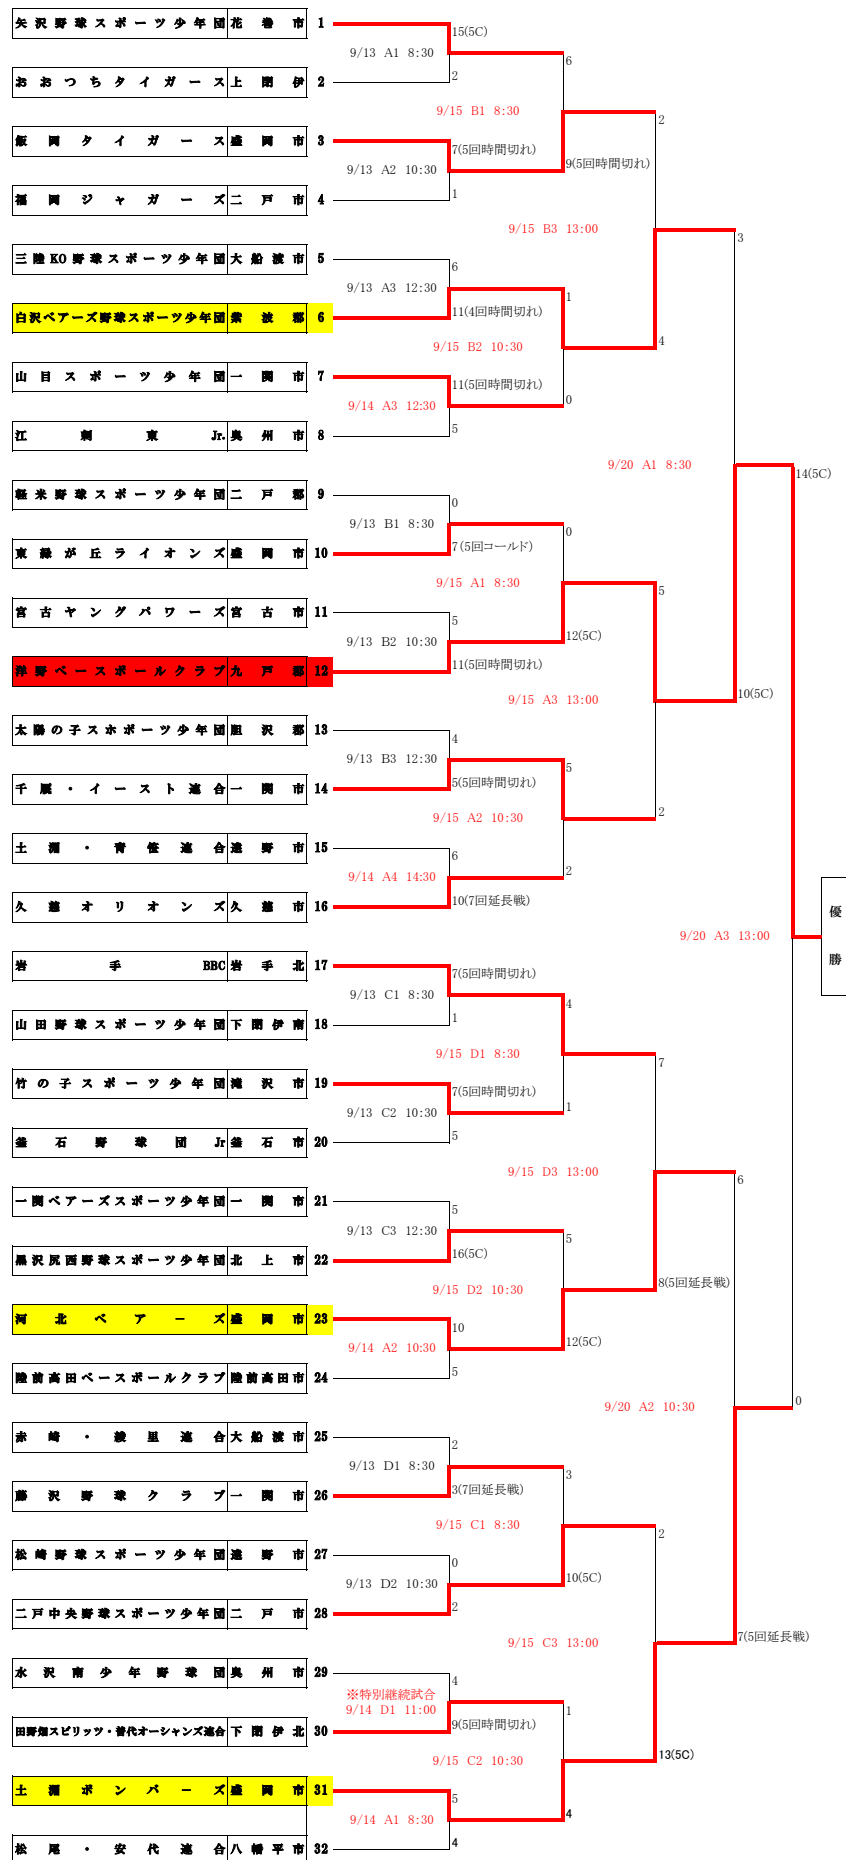 矢沢野球スポーツ少年団 花巻市 1
15(5C)
9/13 A1 8:30
6
2
おおつちタイガース 上閉伊 2
9/15 B1 8:30
2
飯岡タイガース 盛岡市 3
7(5回時間切れ)
9(5回時間切れ)
9/13 A2 10:30
1
福岡ジャガーズ 二戸市 4
9/15 B3 13:00
3
三陸KO野球スポーツ少年団 大船渡市 5
6
9/13 A3 12:30
1
11(4回時間切れ)
白沢ベアーズ野球スポーツ少年団 紫波郡 6
9/15 B2 10:30
4
山目スポーツ少年団 一関市 7
11(5回時間切れ)
9/14 A3 12:30
0
5
江刺東Jr. 奥州市 8
9/20 A1 8:30
14(5C)
軽米野球スポーツ少年団 二戸郡 9
0
9/13 B1 8:30
0
7(5回コールド)
東緑が丘ライオンズ 盛岡市 10
9/15 A1 8:30
5
宮古ヤングパワーズ 宮古市 11
5
12(5C)
9/13 B2 10:30
11(5回時間切れ)
洋野ベースボールクラブ 九戸郡 12
10(5C)
9/15 A3 13:00
太陽の子スホポーツ少年団 胆沢郡 13
4
9/13 B3 12:30
5
5(5回時間切れ)
千厩・イースト連合 一関市 14
9/15 A2 10:30
2
土淵・青笹連合 遠野市 15
6
2
9/14 A4 14:30
10(7回延長戦)
久慈オリオンズ 久慈市 16
優勝
9/20 A3 13:00
岩手BBC 岩手北 17
7(5回時間切れ)
9/13 C1 8:30
4
1
山田野球スポーツ少年団 下閉伊南 18
9/15 D1 8:30
7
竹の子スポーツ少年団 滝沢市 19
7(5回時間切れ)
1
9/13 C2 10:30
5
釜石野球団Jr 釜石市 20
9/15 D3 13:00
6
一関ベアーズスポーツ少年団 一関市 21
5
9/13 C3 12:30
5
16(5C)
黒沢尻西野球スポーツ少年団 北上市 22
8(5回延長戦)
9/15 D2 10:30
河北ベアーズ 盛岡市 23
10
12(5C)
9/14 A2 10:30
5
陸前高田ベースボールクラブ 陸前高田市 24
0
9/20 A2 10:30
赤崎・綾里連合 大船渡市 25
2
9/13 D1 8:30
3
3(7回延長戦)
藤沢野球クラブ 一関市 26
9/15 C1 8:30
2
松崎野球スポーツ少年団 遠野市 27
0
10(5C)
9/13 D2 10:30
2
二戸中央野球スポーツ少年団 二戸市 28
7(5回延長戦)
9/15 C3 13:00
水沢南少年野球団 奥州市 29
4
※特別継続試合
9/14 D1 11:00
1
9(5回時間切れ)
田野畑スピリッツ・普代オーシャンズ連合 下閉伊北 30
13(5C)
9/15 C2 10:30
土淵ボンバーズ 盛岡市 31
5
4
9/14 A1 8:30
4
松尾・安代連合 八幡平市 32